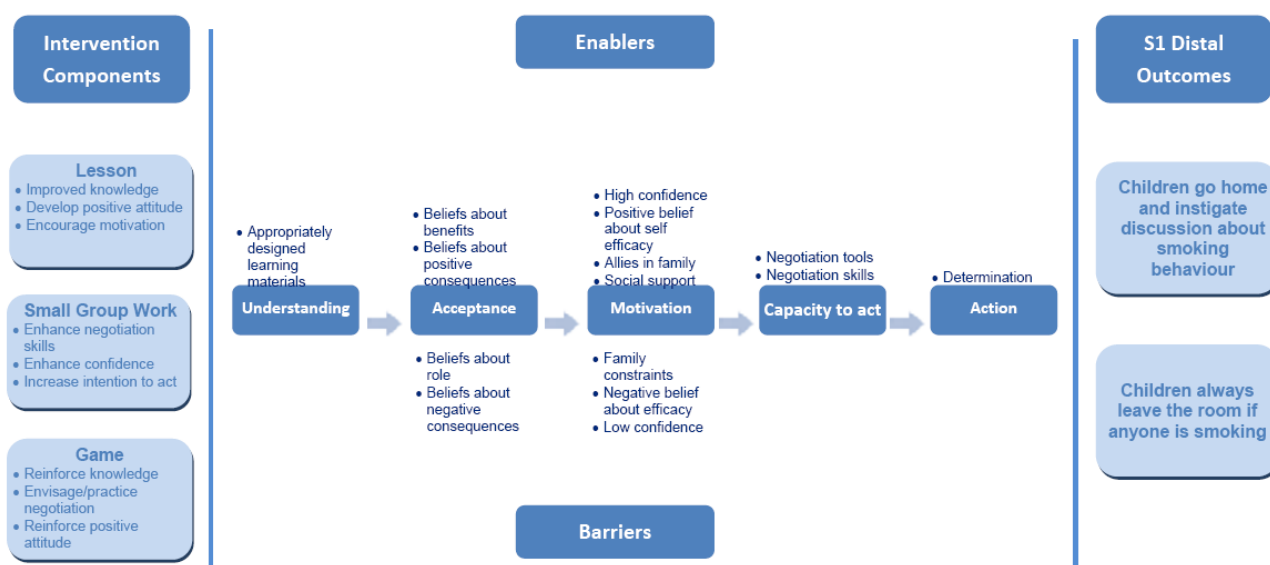 Intervention
Components
Lesson
• Improved knowledge
• Develop positive attitude
• Encourage motivation
Small Group Work
• Enhance negotiation
skills
• Enhance confidence
• Increase intention to act
Game
• Reinforce knowledge
• Envisage/practice
negotiation
• Reinforce positive
attitude
Enablers
• Appropriately
designed
learning
materials
Understanding
• Beliefs about
benefits
• Beliefs about
positive
consequences
Acceptance
• Beliefs about
role
• Beliefs about
negative
consequences
• High confidence
• Positive belief
about self
efficacy
• Allies in family
• Social support
Motivation
• Family
constraints
• Negative belief
about efficacy
• Low confidence
• Negotiation tools
• Negotiation skills
Capacity to act
• Determination
Action
Barriers
S1 Distal
Outcomes
Children go home
and instigate
discussion about
smoking
behaviour
Children always
leave the room if
anyone is smoking